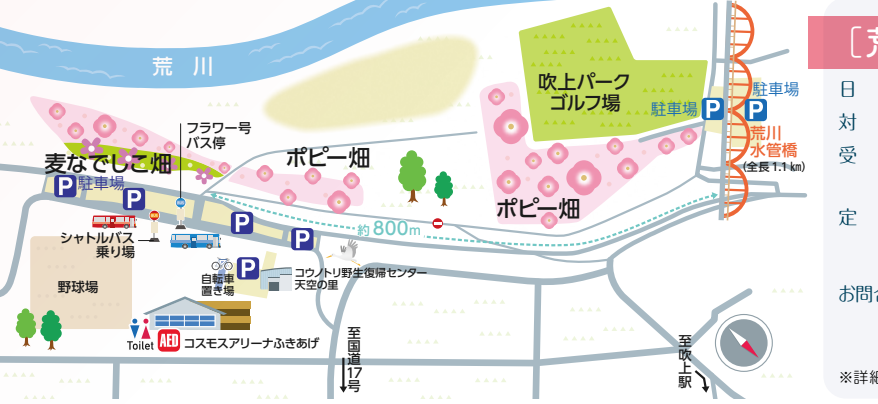 荒 川
フラワー号
バス停
麦なでしこ畑
P 駐車場
P
ポピー畑
吹上パーク
ゴルフ場
駐車場 P
P
駐車場
荒川
水管橋
(全長1.1㎞)
ポピー畑
約800m
P
P
シャトルバス
乗り場
野球場
自転車
置き場
P
コウノトリ野生復帰センター
天空の里
Toilet
AED
コスモスアリーナふきあげ
至国道17号
至吹上駅
[荒
日
対
受
定
お問合
※詳細